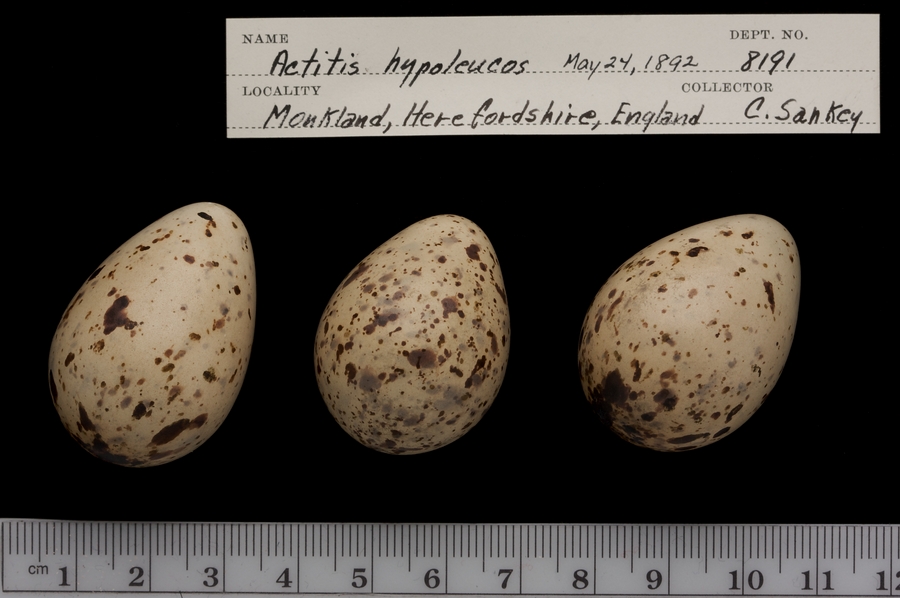 NAME DEPT. NO.
Actitis hypoleucos May 24, 1892 8191
LOCALITY COLLECTOR
Monkland, Herefordshire, England C. Sankey
cm 1 2 3 4 5 6 7 8 9 10 11 12